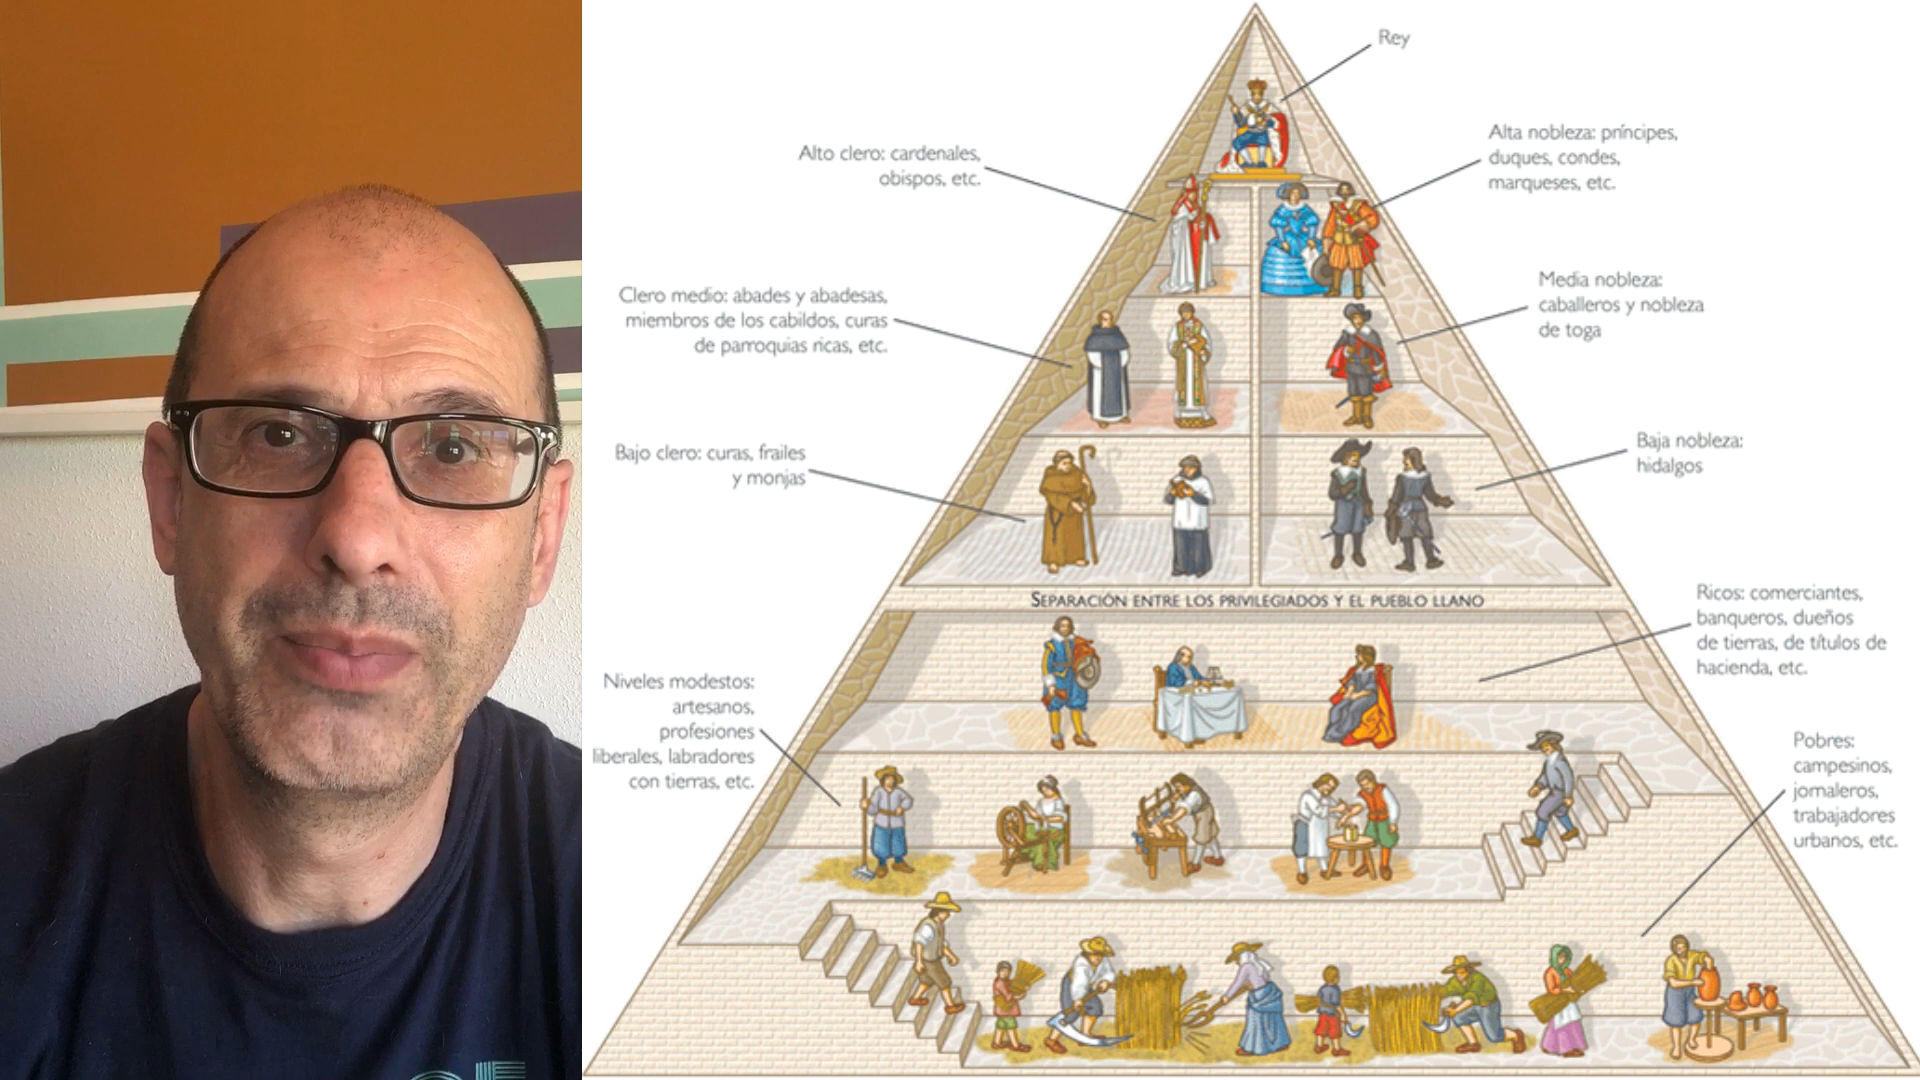 Rey
Alto clero: cardenales,
obispos, etc.
Alta nobleza: príncipes,
duques, condes,
marqueses, etc.
Clero medio: abades y abadesas,
miembros de los cabildos, curas
de parroquias ricas, etc.
Media nobleza:
caballeros y nobleza
de toga
Bajo clero: curas, frailes
y monjas
Baja nobleza:
hidalgos
SEPARACIÓN ENTRE LOS PRIVILEGIADOS Y EL PUEBLO LLANO
Ricos: comerciantes,
banqueros, dueños
de tierras, de títulos de
hacienda, etc.
Niveles modestos:
artesanos,
profesiones
liberales, labradores
con tierras, etc.
Pobres:
campesinos,
jornaleros,
trabajadores
urbanos, etc.